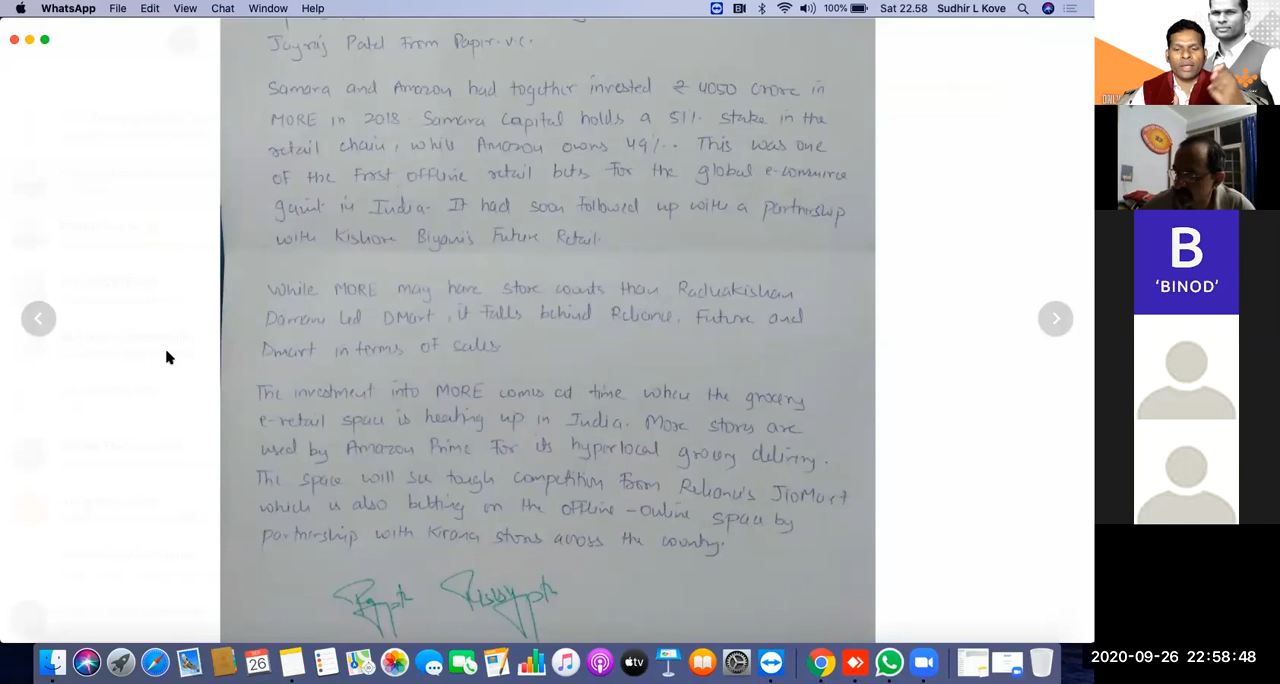 WhatsApp File Edit View Chat Window Help 100% Sat 22.58 Sudhir L Kove
Patel From Papir.v.c.
Samara and Amazon had together invested ₹ 4050 crore in
MORE in 2018. Samara Capital holds a 51% stake in the
retail chain, while Amazon owns 49%. This was one
of the first offline retail bets for the global e-commerce
gaint in India. It had soon followed up with a partnership
with Kishore Biyani's Future Retail.
While MORE may have store counts than Radhakishan
Damani Led DMart, it falls behind Reliance, Future and
Dmart in terms of sales
The investment into MORE comes at time when the grocery
e-retail space is heating up in India. More stores are
used by Amazon Prime for its hyperlocal grocery delivery.
The space will see tough competition from Reliance's JioMart
which is also betting on the offline-online space by
partnership with Kirana stores across the country.
B
'BINOD'
SEP
26
tv
2020-09-26 22:58:48